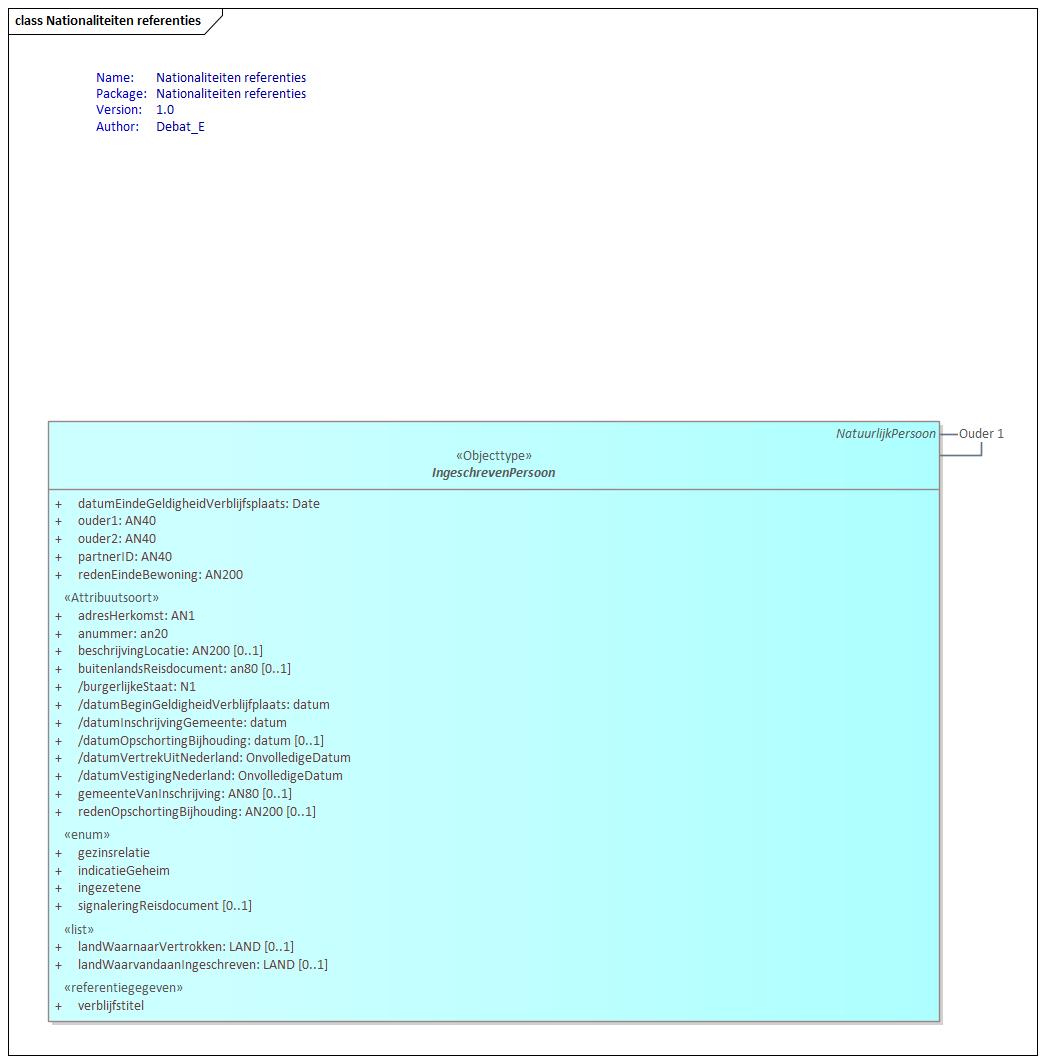 class Nationaliteiten referenties
Name: Nationaliteiten referenties
Package: Nationaliteiten referenties
Version: 1.0
Author: Debat_E
NatuurlijkPersoon
Ouder 1
«Objecttype»
IngeschrevenPersoon
+ datumEindeGeldigheidVerblijfsplaats: Date
+ ouder1: AN40
+ ouder2: AN40
+ partnerID: AN40
+ redenEindeBewoning: AN200
«Attribuutsoort»
+ adresHerkomst: AN1
+ anummer: an20
+ beschrijvingLocatie: AN200 [0..1]
+ buitenlandsReisdocument: an80 [0..1]
+ /burgerlijkeStaat: N1
+ /datumBeginGeldigheidVerblijfplaats: datum
+ /datumInschrijvingGemeente: datum
+ /datumOpschortingBijhouding: datum [0..1]
+ /datumVertrekUitNederland: OnvolledigeDatum
+ /datumVestigingNederland: OnvolledigeDatum
+ gemeenteVanInschrijving: AN80 [0..1]
+ redenOpschortingBijhouding: AN200 [0..1]
«enum»
+ gezinsrelatie
+ indicatieGeheim
+ ingezetene
+ signaleringReisdocument [0..1]
«list»
+ landWaarnaarVertrokken: LAND [0..1]
+ landWaarvandaanIngeschreven: LAND [0..1]
«referentiegegeven»
+ verblijfstitel